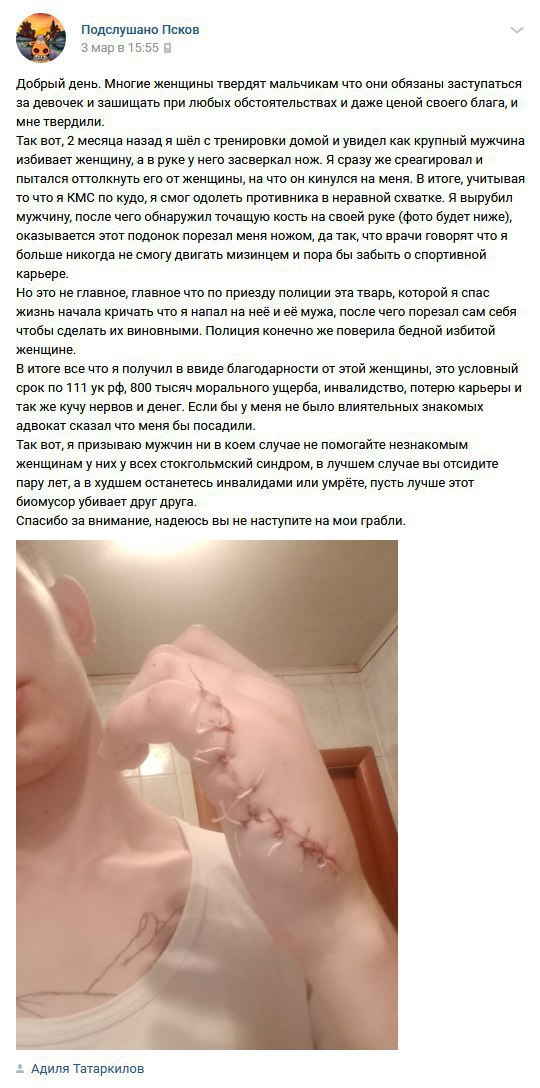 Подслушано Псков
3 мар в 15:55
Добрый день. Многие женщины твердят мальчикам что они обязаны заступаться
за девочек и зашищать при любых обстоятельствах и даже ценой своего блага, и
мне твердили.
Так вот, 2 месяца назад я шёл с тренировки домой и увидел как крупный мужчина
избивает женщину, а в руке у него засверкал нож. Я сразу же среагировал и
пытался оттолкнуть его от женщины, на что он кинулся на меня. В итоге, учитывая
то что я КМС по кудо, я смог одолеть противника в неравной схватке. Я вырубил
мужчину, после чего обнаружил точащую кость на своей руке (фото будет ниже),
оказывается этот подонок порезал меня ножом, да так, что врачи говорят что я
больше никогда не смогу двигать мизинцем и пора бы забыть о спортивной
карьере.
Но это не главное, главное что по приезду полиции эта тварь, которой я спас
жизнь начала кричать что я напал на неё и её мужа, после чего порезал сам себя
чтобы сделать их виновными. Полиция конечно же поверила бедной избитой
женщине.
В итоге все что я получил в ввиде благодарности от этой женщины, это условный
срок по 111 ук рф, 800 тысяч морального ущерба, инвалидство, потерю карьеры и
так же кучу нервов и денег. Если бы у меня не было влиятельных знакомых
адвокат сказал что меня бы посадили.
Так вот, я призываю мужчин ни в коем случае не помогайте незнакомым
женщинам у них у всех стокгольмский синдром, в лучшем случае вы отсидите
пару лет, а в худшем останетесь инвалидами или умрёте, пусть лучше этот
биомусор убивает друг друга.
Спасибо за внимание, надеюсь вы не наступите на мои грабли.
Адиля Татаркилов